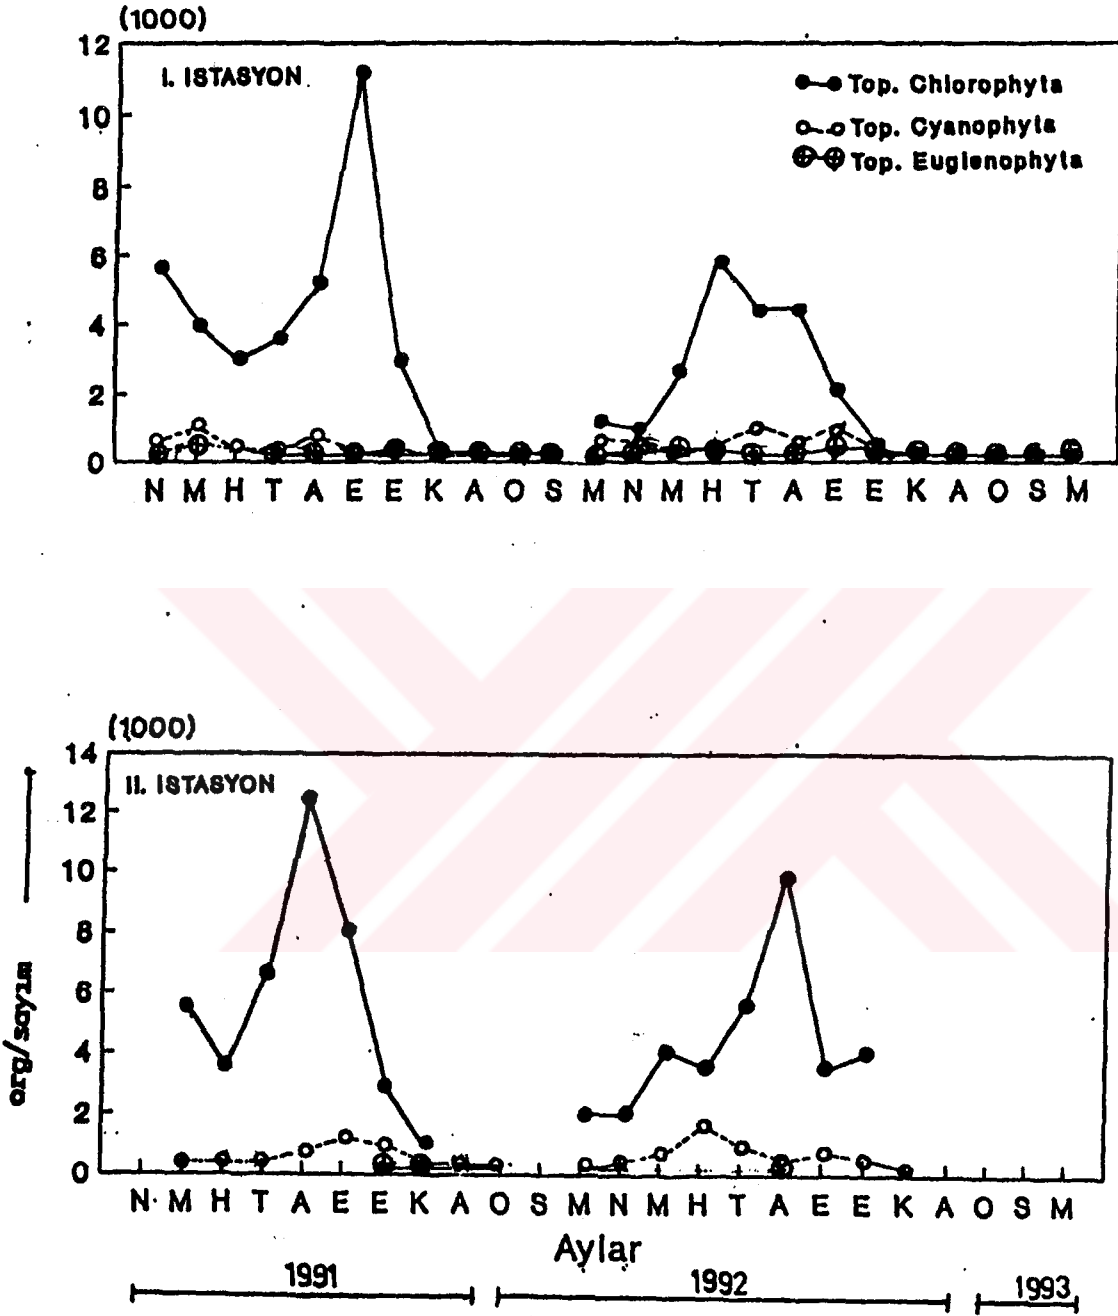 (1000)
12
I. ISTASYON
Top. Chlorophyta
10
Top. Cyanophyta
Top. Euglenophyta
8
6
4
2
0
N M H T A E E K A O S M N M H T A E E K A O S M
(1000)
14
II. ISTASYON
12
10
8
6
4
2
0
org/sayım
N M H T A E E K A O S M N M H T A E E K A O S M
Aylar
1991 1992 1993